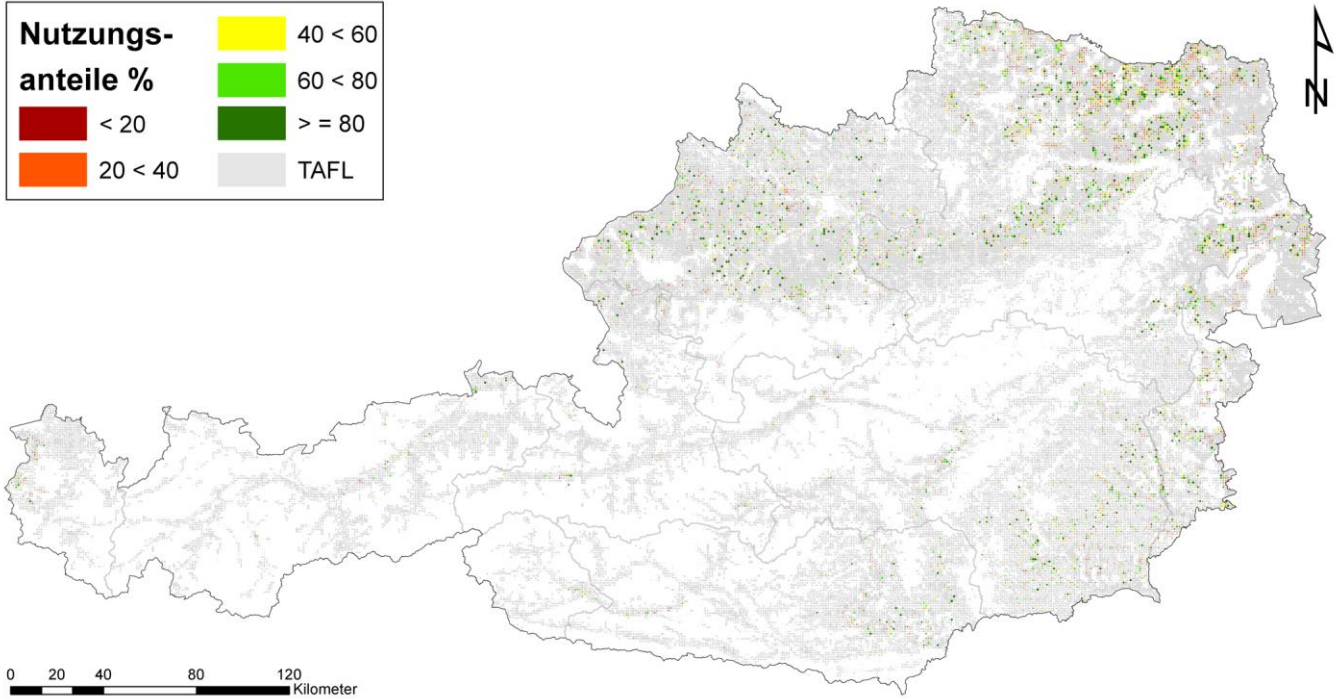 Nutzungs-
anteile %
< 20
20 < 40
40 < 60
60 < 80
> = 80
TAFL
N
0 20 40 80 120
Kilometer